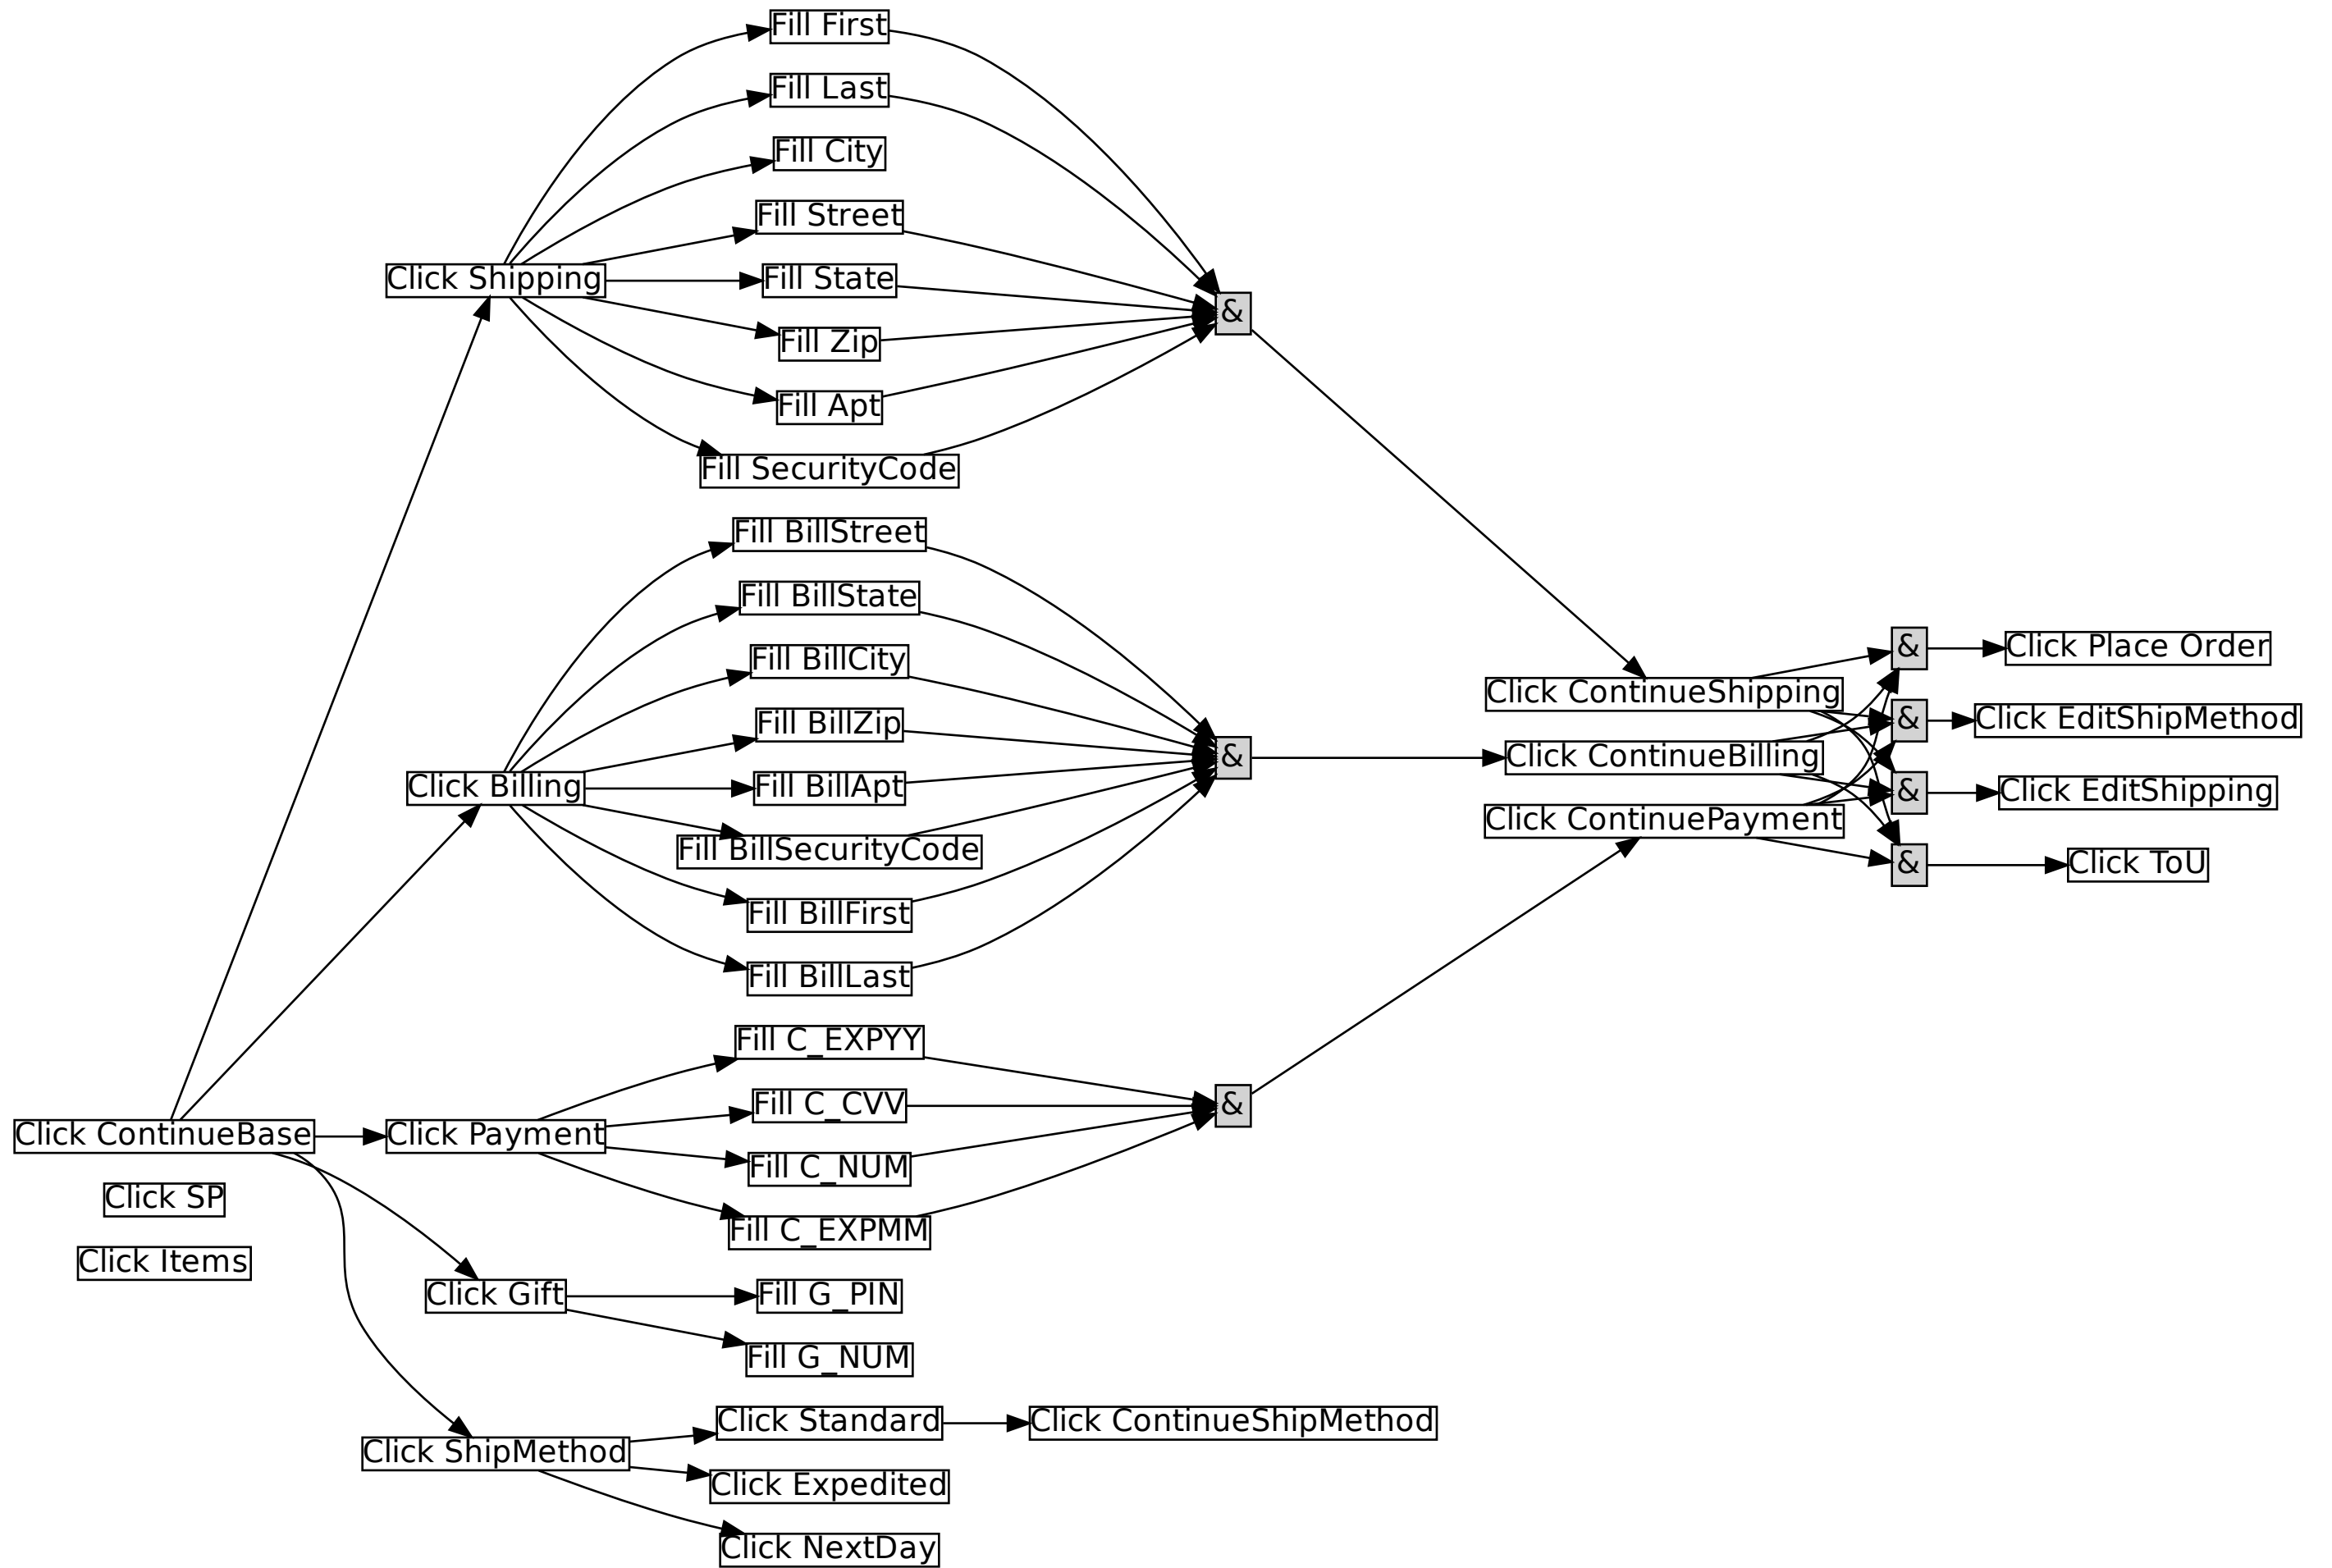 Fill First
Fill Last
Fill City
Fill Street
Click Shipping
Fill State
&
Fill Zip
Fill Apt
Fill SecurityCode
Fill BillStreet
Fill BillState
Fill BillCity
&
Click Place Order
Click ContinueShipping
&
Click EditShipMethod
Fill BillZip
&
Click ContinueBilling
Click Billing
Fill BillApt
&
Click EditShipping
Click ContinuePayment
Fill BillSecurityCode
&
Click ToU
Fill BillFirst
Fill BillLast
Fill C_EXPYY
Fill C_CVV
&
Click ContinueBase
Click Payment
Fill C_NUM
Click SP
Fill C_EXPMM
Click Items
Click Gift
Fill G_PIN
Fill G_NUM
Click Standard
Click ContinueShipMethod
Click ShipMethod
Click Expedited
Click NextDay